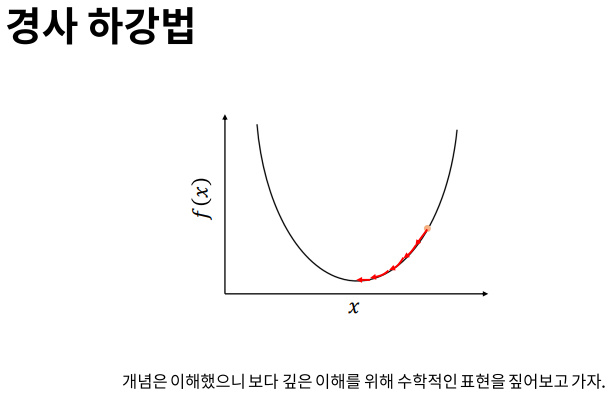 경사 하강법
f(x)
x
개념은 이해했으니 보다 깊은 이해를 위해 수학적인 표현을 짚어보고 가자.